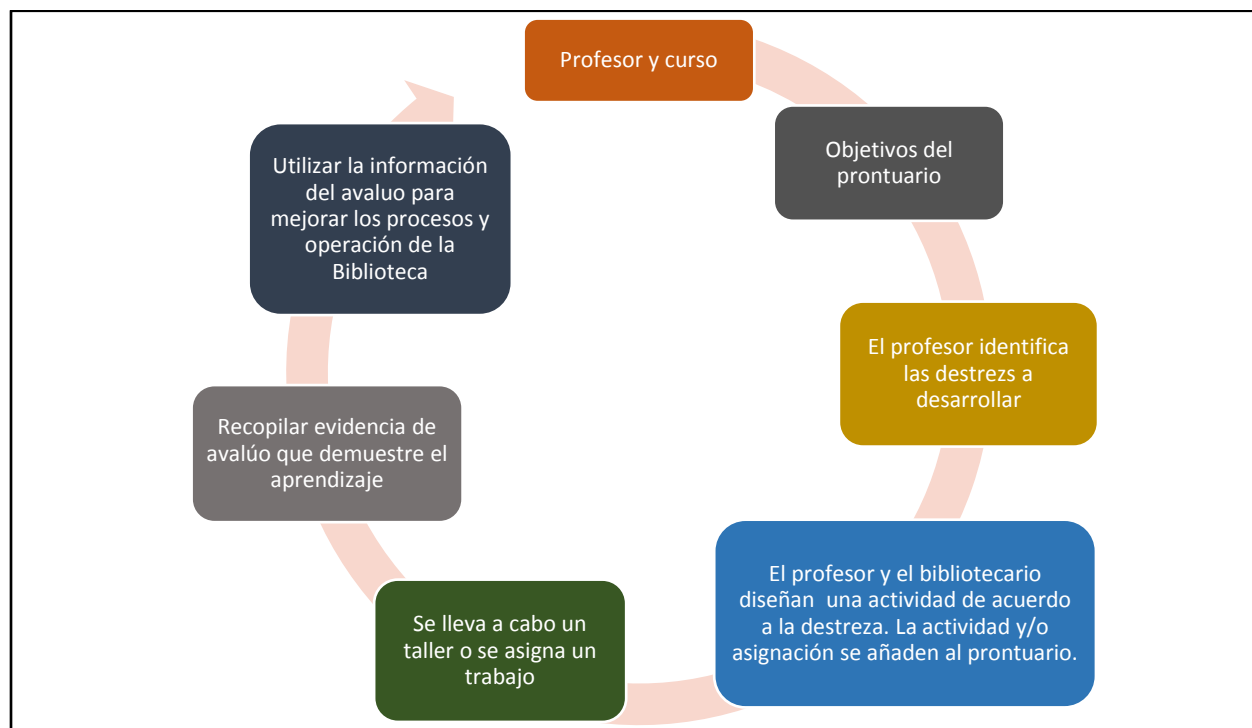 Profesor y curso
Objetivos del
prontuario
El profesor identifica
las destrezs a
desarrollar
El profesor y el bibliotecario
diseñan  una actividad de acuerdo
a la destreza. La actividad y/o
asignación se añaden al prontuario.
Se lleva a cabo un
taller o se asigna un
trabajo
Recopilar evidencia de
avalúo que demuestre el
aprendizaje
Utilizar la información
del avaluo para
mejorar los procesos y
operación de la
Biblioteca